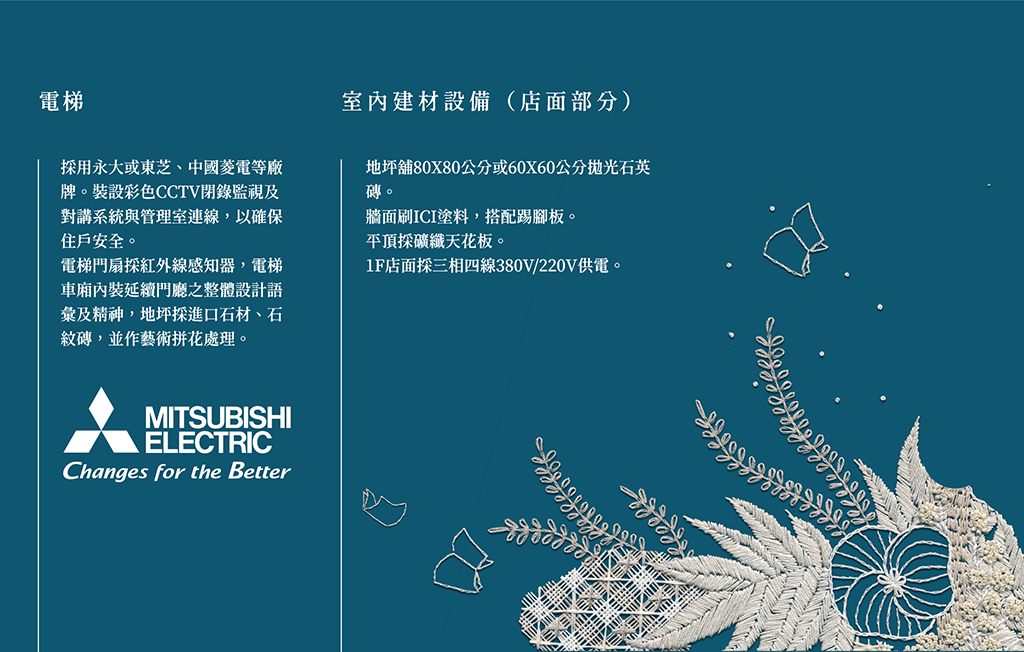 電梯
採用永大或東芝、中國菱電等廠
牌。裝設彩色CCTV閉錄監視及
對講系統與管理室連線，以確保
住戶安全。
電梯門扇採紅外線感知器，電梯
車廂內裝延續門廳之整體設計語
彙及精神，地坪採進口石材、石
紋磚，並作藝術拼花處理。
MITSUBISHI
ELECTRIC
Changes for the Better
室內建材設備（店面部分）
地坪舖80X80公分或60X60公分拋光石英
磚。
牆面刷ICI塗料，搭配踢腳板。
平頂採礦纖天花板。
1F店面採三相四線380V/220V供電。